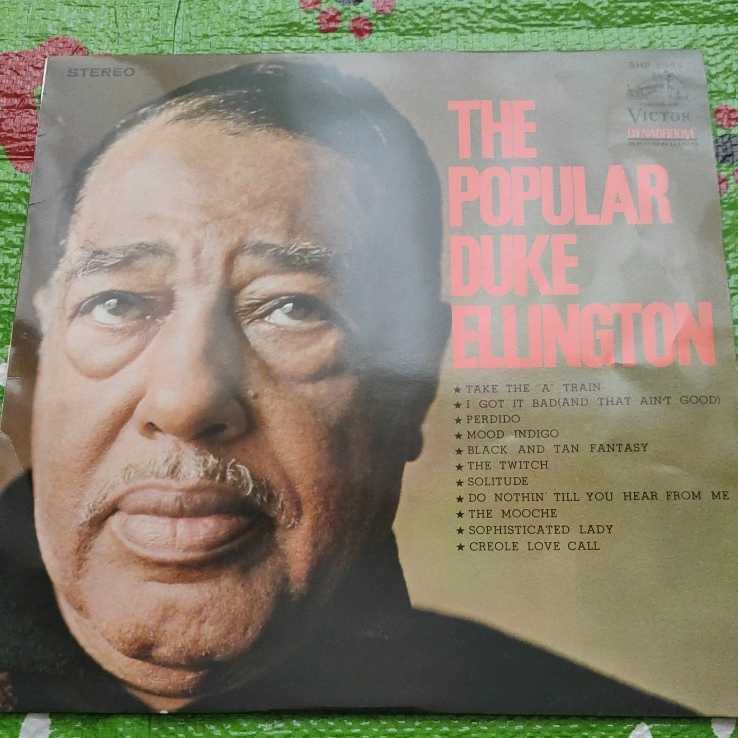 STEREO
SHP
VICTOR
DYNAGROOVE
THE
POPULAR
DUKE
ELLINGTON
★ TAKE THE "A" TRAIN
★ I GOT IT BAD(AND THAT AIN'T GOOD)
★ PERDIDO
★ MOOD INDIGO
★ BLACK AND TAN FANTASY
★ THE TWITCH
★ SOLITUDE
★ DO NOTHIN' TILL YOU HEAR FROM ME
★ THE MOOCHE
★ SOPHISTICATED LADY
★ CREOLE LOVE CALL